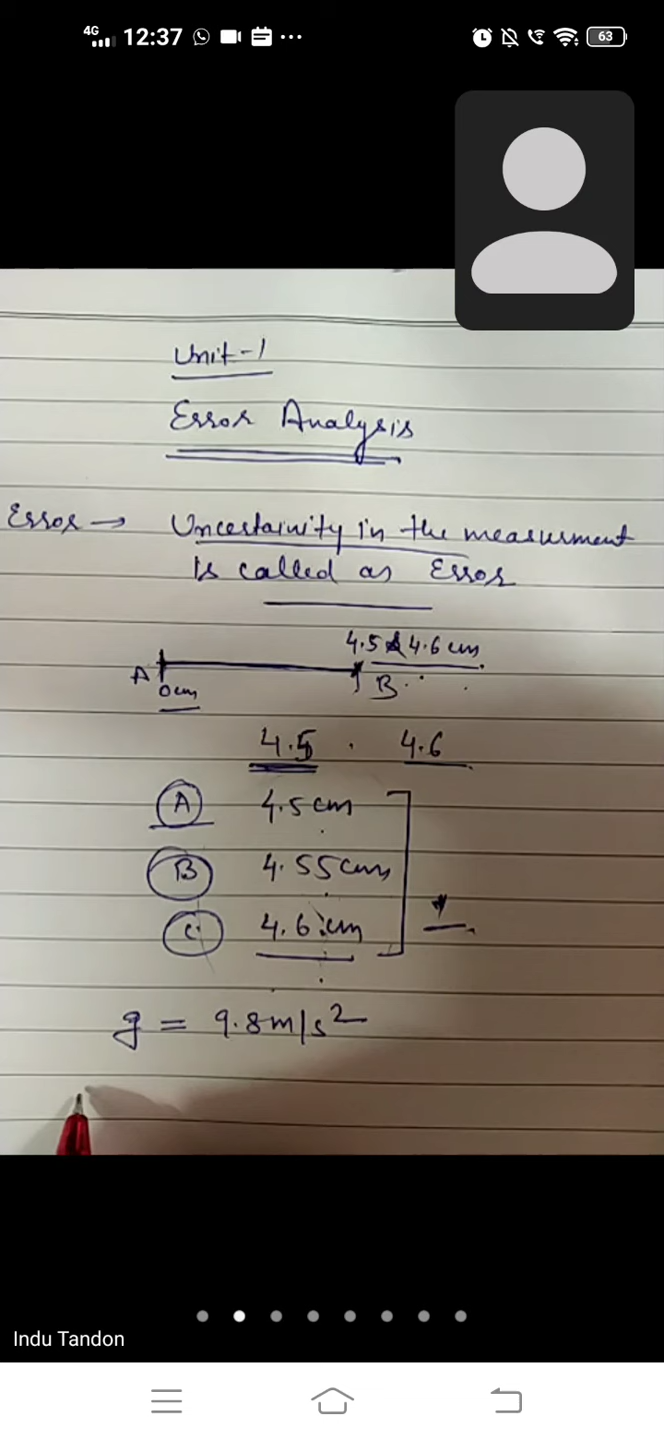 4G 12:37 ...
63
Unit-1
Error Analysis
Error → Uncertainity in the measurment
is called as Error
4.5 & 4.6 cm
A
0 cm
B
4.5 . 4.6
A 4.5 cm
B 4.55 cm
C 4.6 cm
g = 9.8 m/s²
Indu Tandon